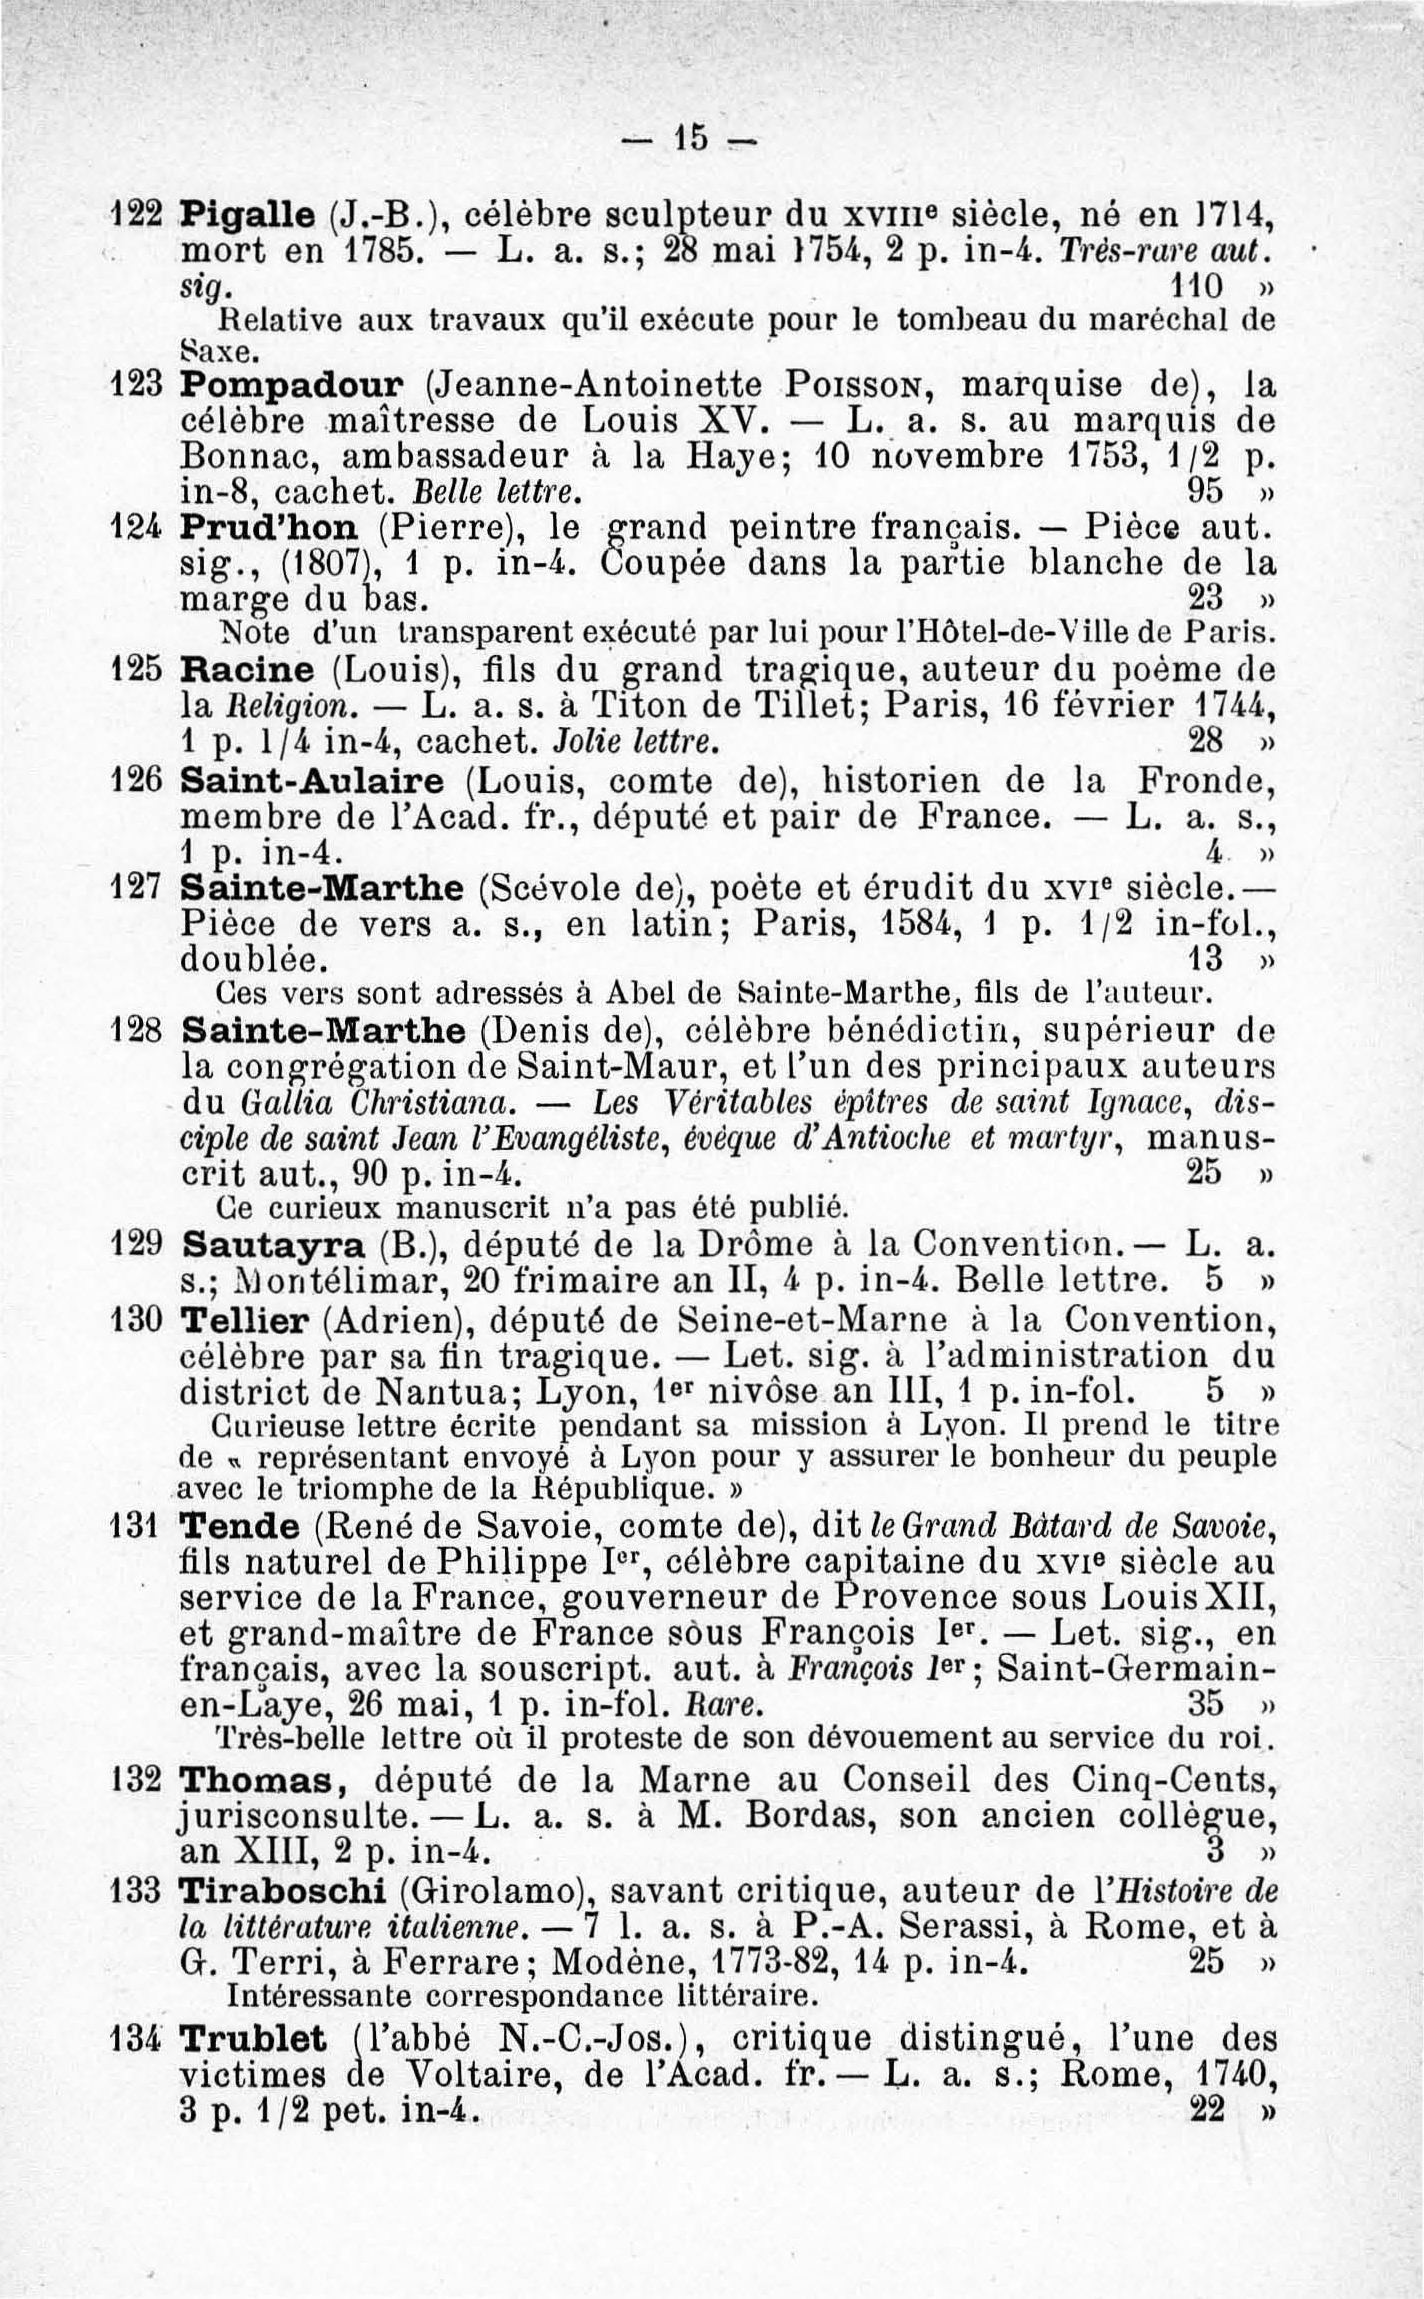 — 15 —
122 Pigalle (J.-B.), célèbre sculpteur du XVIIIe siècle, né en 1714,
mort en 1785. — L. a. s.; 28 mai 1754, 2 p. in-4. Très-rare aut.
sig. 110 »
Relative aux travaux qu'il exécute pour le tombeau du maréchal de
Saxe.
123 Pompadour (Jeanne-Antoinette POISSON, marquise de), la
célèbre maîtresse de Louis XV. — L. a. s. au marquis de
Bonnac, ambassadeur à la Haye; 10 novembre 1753, 1/2 p.
in-8, cachet. Belle lettre. 95 »
124 Prud'hon (Pierre), le grand peintre français. — Pièce aut.
sig., (1807), 1 p. in-4. Coupée dans la partie blanche de la
marge du bas. 23 »
Note d'un transparent exécuté par lui pour l'Hôtel-de-Ville de Paris.
125 Racine (Louis), fils du grand tragique, auteur du poème de
la Religion. — L. a. s. à Titon de Tillet; Paris, 16 février 1744,
1 p. 1/4 in-4, cachet. Jolie lettre. 28 »
126 Saint-Aulaire (Louis, comte de), historien de la Fronde,
membre de l'Acad. fr., député et pair de France. — L. a. s.,
1 p. in-4. 4 »
127 Sainte-Marthe (Scévole de), poète et érudit du XVIe siècle. —
Pièce de vers a. s., en latin; Paris, 1584, 1 p. 1/2 in-fol.,
doublée. 13 »
Ces vers sont adressés à Abel de Sainte-Marthe, fils de l'auteur.
128 Sainte-Marthe (Denis de), célèbre bénédictin, supérieur de
la congrégation de Saint-Maur, et l'un des principaux auteurs
du Gallia Christiana. — Les Véritables épîtres de saint Ignace, dis-
ciple de saint Jean l'Evangéliste, évêque d'Antioche et martyr, manus-
crit aut., 90 p. in-4. 25 »
Ce curieux manuscrit n'a pas été publié.
129 Sautayra (B.), député de la Drôme à la Convention. — L. a.
s.; Montélimar, 20 frimaire an II, 4 p. in-4. Belle lettre. 5 »
130 Tellier (Adrien), député de Seine-et-Marne à la Convention,
célèbre par sa fin tragique. — Let. sig. à l'administration du
district de Nantua; Lyon, 1er nivôse an III, 1 p. in-fol. 5 »
Curieuse lettre écrite pendant sa mission à Lyon. Il prend le titre
de « représentant envoyé à Lyon pour y assurer le bonheur du peuple
avec le triomphe de la République. »
131 Tende (René de Savoie, comte de), dit le Grand Bâtard de Savoie,
fils naturel de Philippe Ier, célèbre capitaine du XVIe siècle au
service de la France, gouverneur de Provence sous Louis XII,
et grand-maître de France sous François Ier. — Let. sig., en
français, avec la souscript. aut. à François 1er; Saint-Germain-
en-Laye, 26 mai, 1 p. in-fol. Rare. 35 »
Très-belle lettre où il proteste de son dévouement au service du roi.
132 Thomas, député de la Marne au Conseil des Cinq-Cents,
jurisconsulte. — L. a. s. à M. Bordas, son ancien collègue,
an XIII, 2 p. in-4. 3 »
133 Tiraboschi (Girolamo), savant critique, auteur de l'Histoire de
la littérature italienne. — 7 l. a. s. à P.-A. Serassi, à Rome, et à
G. Terri, à Ferrare; Modène, 1773-82, 14 p. in-4. 25 »
Intéressante correspondance littéraire.
134 Trublet (l'abbé N.-C.-Jos.), critique distingué, l'une des
victimes de Voltaire, de l'Acad. fr. — L. a. s.; Rome, 1740,
3 p. 1/2 pet. in-4. 22 »